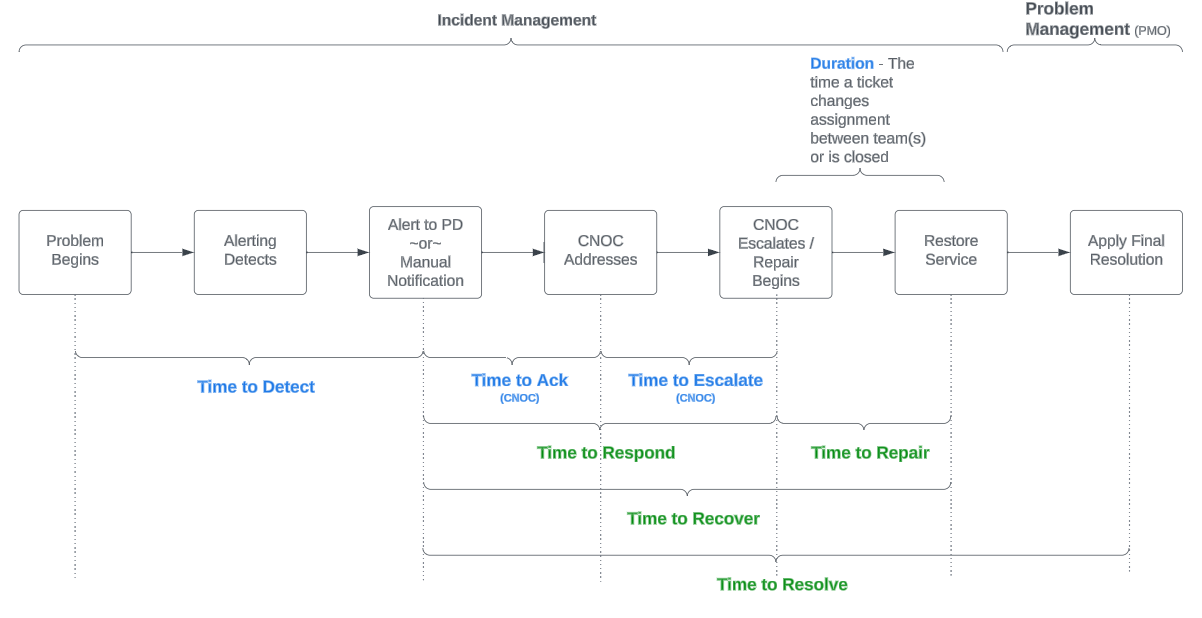 Incident Management
Problem
Management (PMO)
Duration - The
time a ticket
changes
assignment
between team(s)
or is closed
Problem
Begins
Alerting
Detects
Alert to PD
~or~
Manual
Notification
CNOC
Addresses
CNOC
Escalates /
Repair
Begins
Restore
Service
Apply Final
Resolution
Time to Detect
Time to Ack
(CNOC)
Time to Escalate
(CNOC)
Time to Respond
Time to Repair
Time to Recover
Time to Resolve